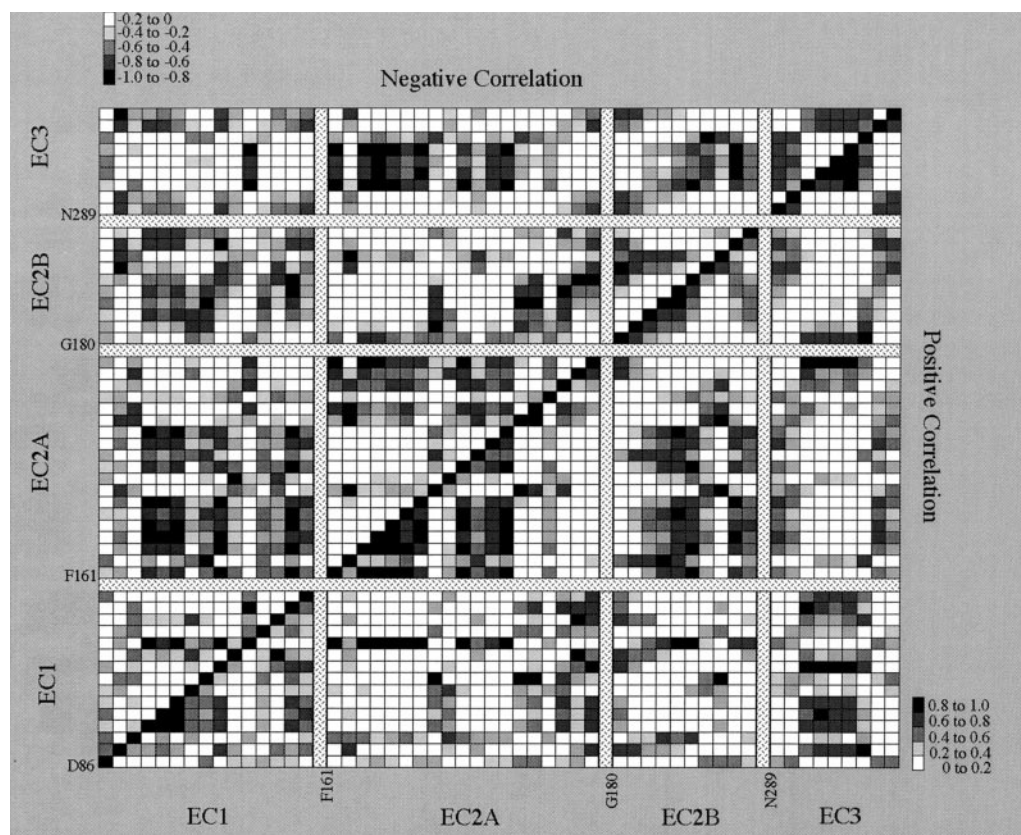 -0.2 to 0
-0.4 to -0.2
-0.6 to -0.4
-0.8 to -0.6
-1.0 to -0.8
Negative Correlation
EC3
N289
EC2B
G180
EC2A
F161
EC1
D86
Positive Correlation
0.8 to 1.0
0.6 to 0.8
0.4 to 0.6
0.2 to 0.4
0 to 0.2
F161
G180
N289
EC1
EC2A
EC2B
EC3